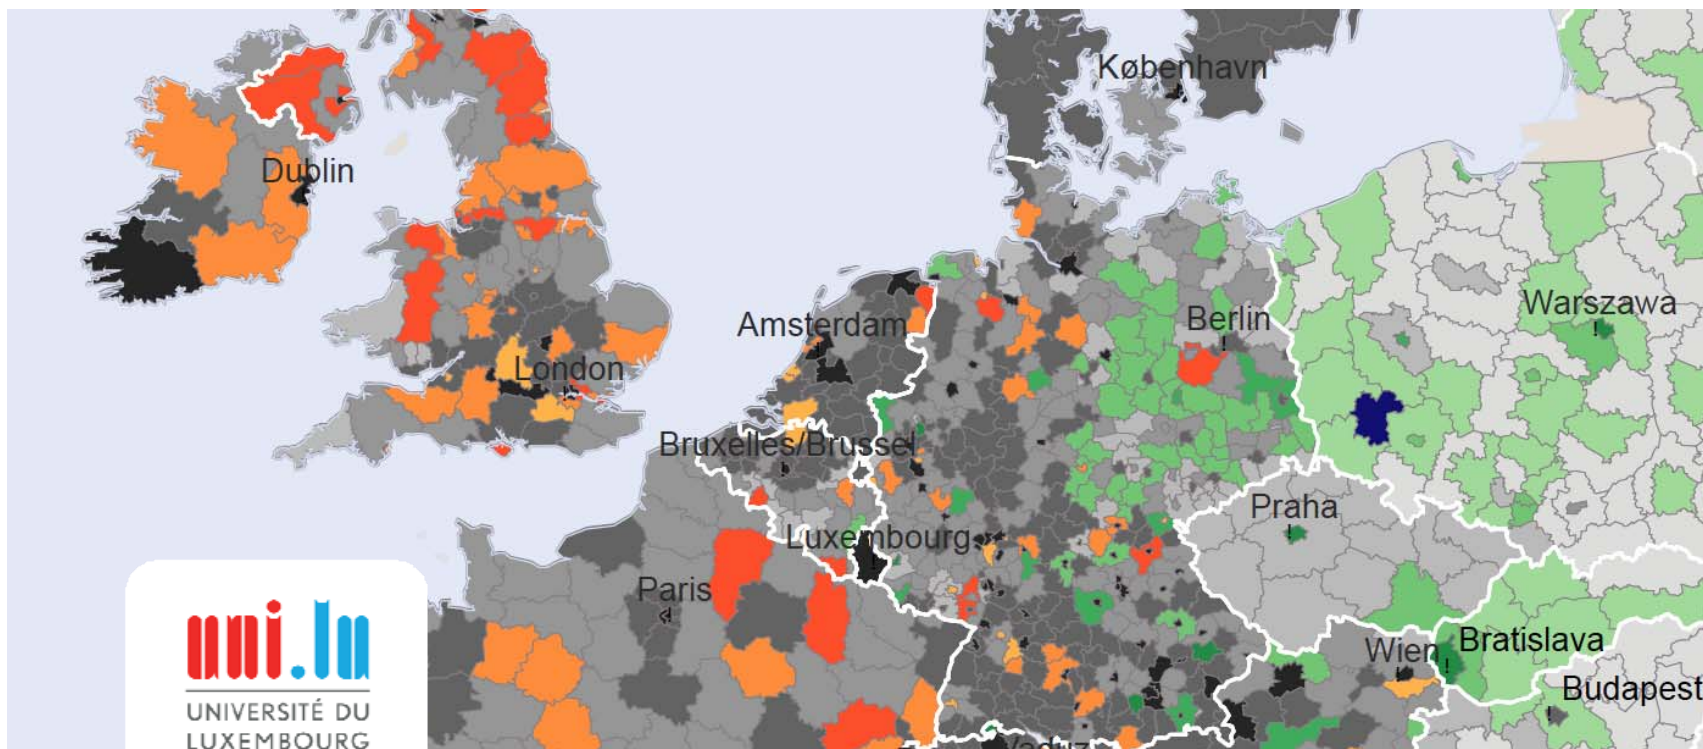 København
Dublin
Warszawa
Amsterdam
Berlin
London
Bruxelles/Brussel
Praha
Luxembourg
Paris
Bratislava
Wien
Budapest
Vaduz
uni.lu
UNIVERSITÉ DU
LUXEMBOURG